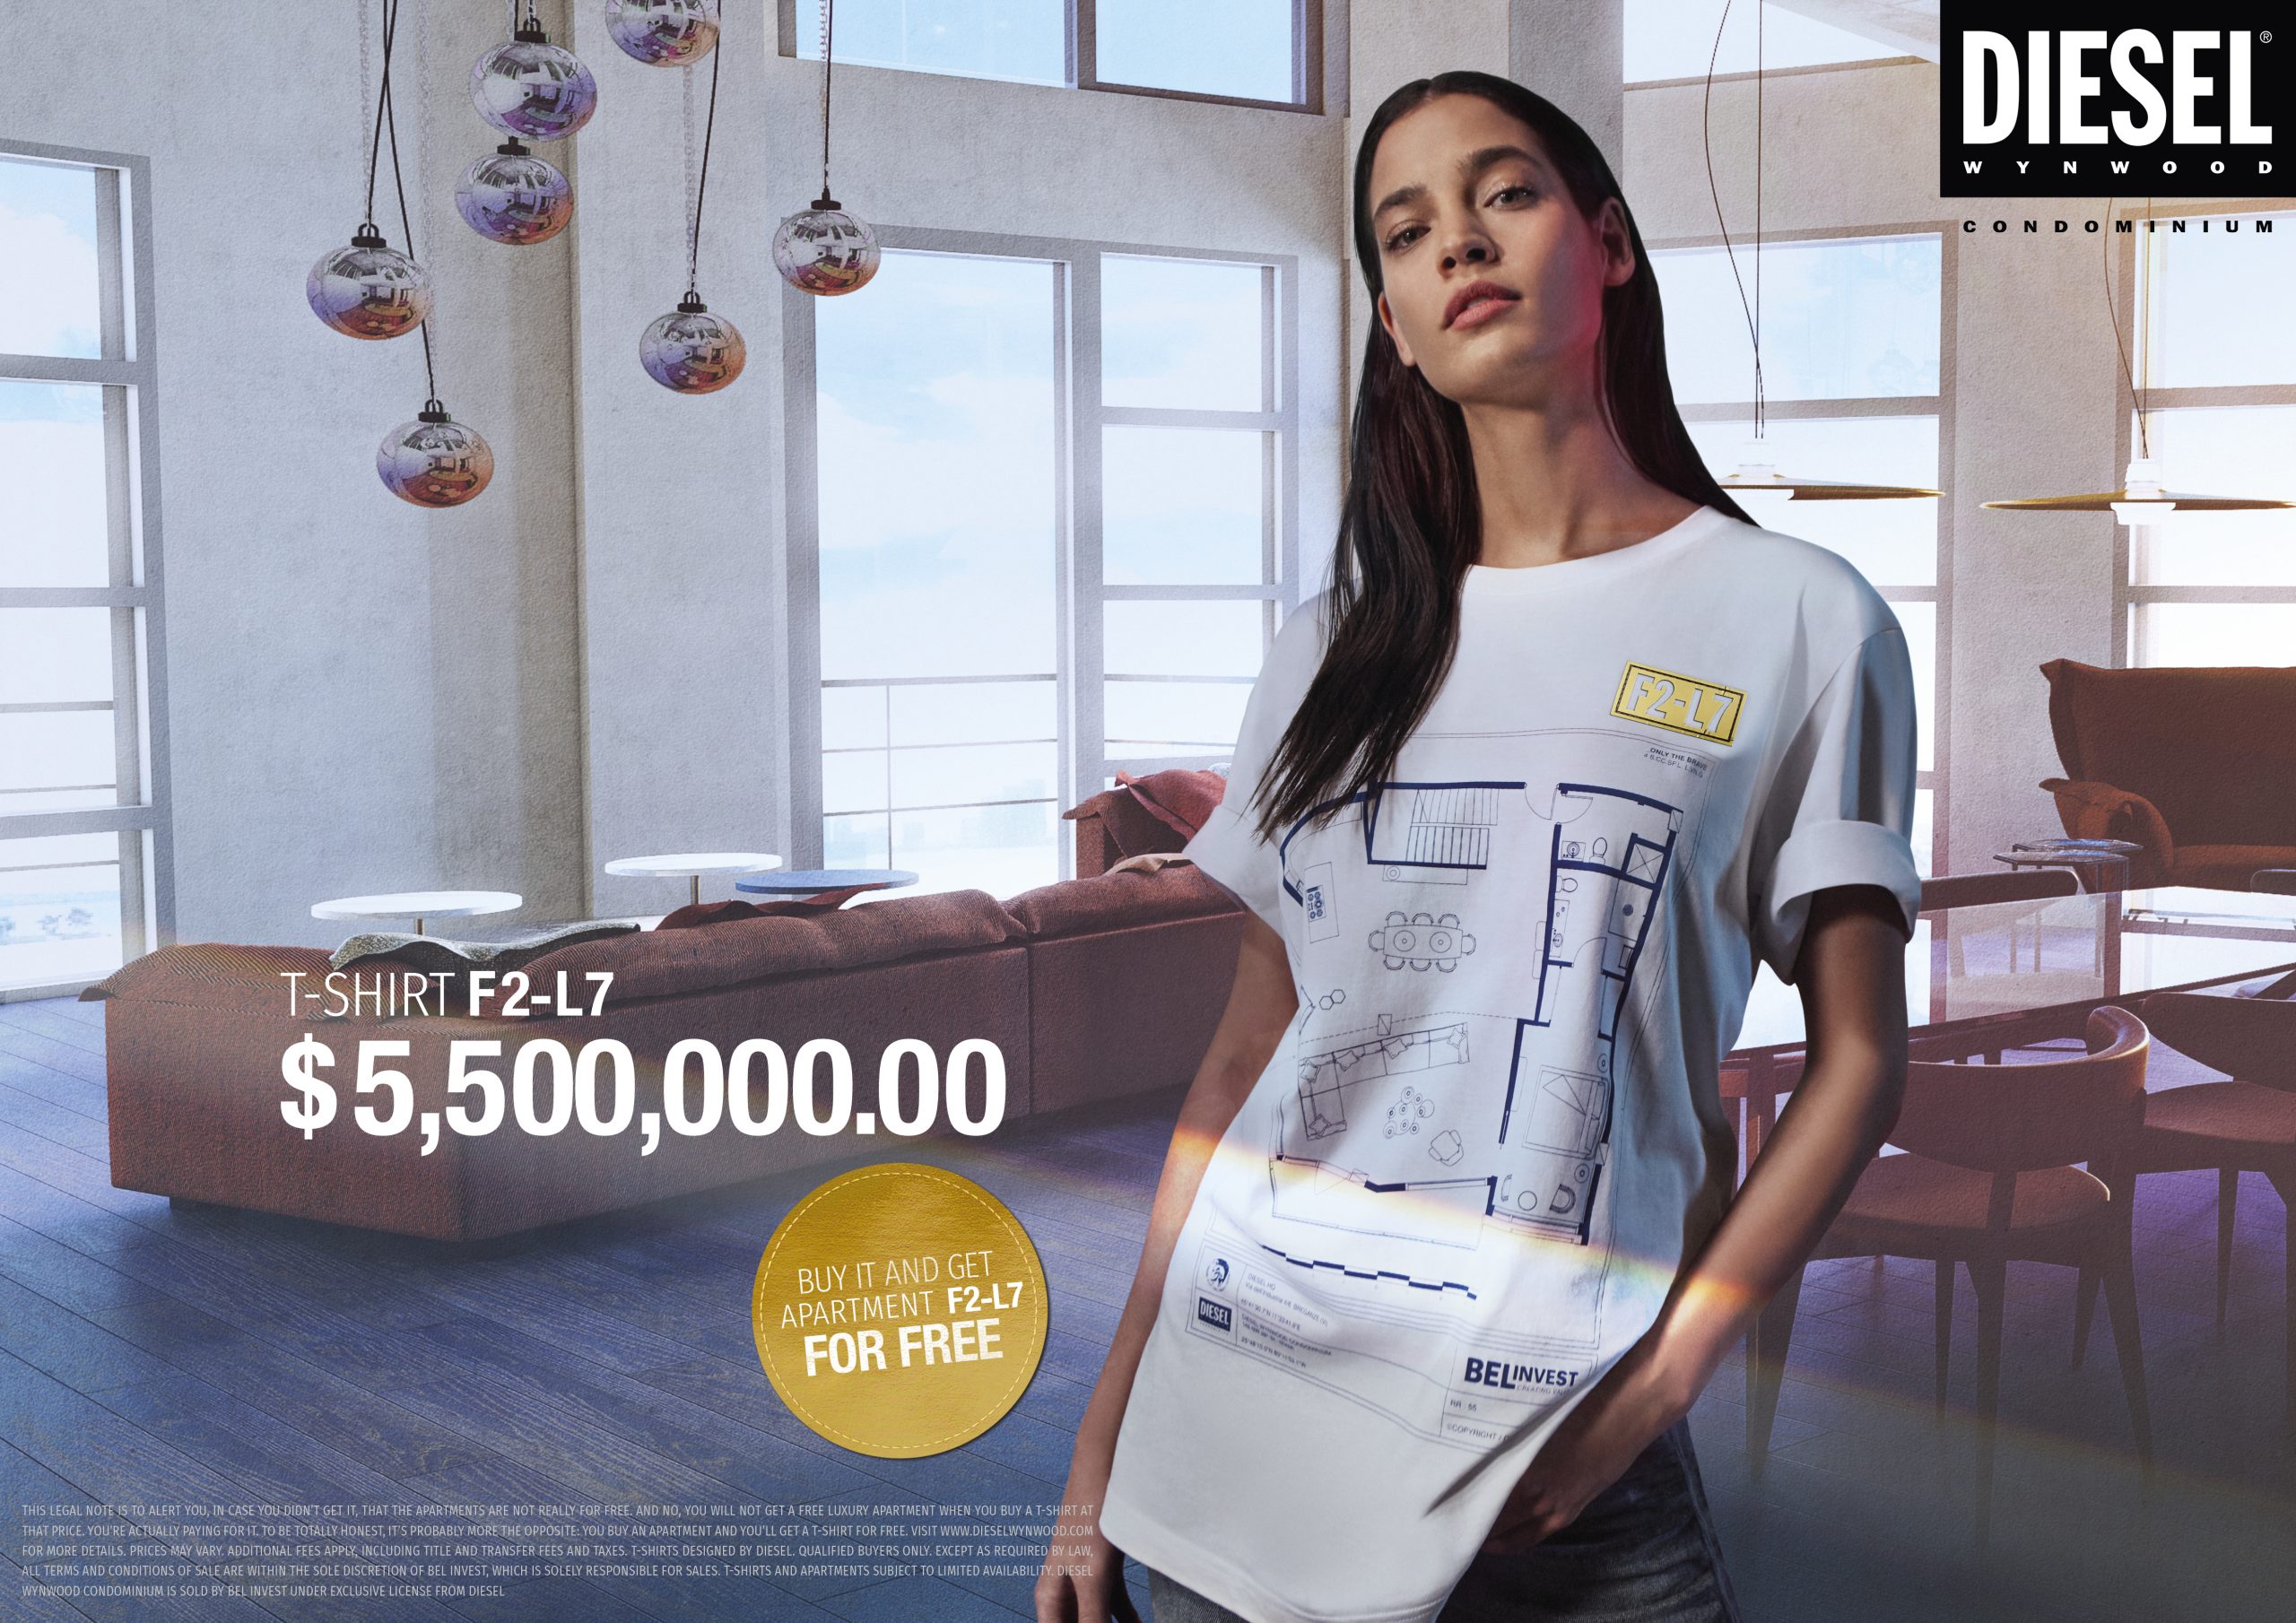 DIESEL®
WYNWOOD
CONDOMINIUM
F2-L7
ONLY THE BRAVE
T-SHIRT F2-L7
$5,500,000.00
BUY IT AND GET
APARTMENT F2-L7
FOR FREE
DIESEL HQ
DIESEL
BELINVEST
RR - 55
©COPYRIGHT /
THIS LEGAL NOTE IS TO ALERT YOU, IN CASE YOU DIDN'T GET IT, THAT THE APARTMENTS ARE NOT REALLY FOR FREE. AND NO, YOU WILL NOT GET A FREE LUXURY APARTMENT WHEN YOU BUY A T-SHIRT AT
THAT PRICE. YOU'RE ACTUALLY PAYING FOR IT. TO BE TOTALLY HONEST, IT'S PROBABLY MORE THE OPPOSITE: YOU BUY AN APARTMENT AND YOU'LL GET A T-SHIRT FOR FREE. VISIT WWW.DIESELWYNWOOD.COM
FOR MORE DETAILS. PRICES MAY VARY. ADDITIONAL FEES APPLY, INCLUDING TITLE AND TRANSFER FEES AND TAXES. T-SHIRTS DESIGNED BY DIESEL. QUALIFIED BUYERS ONLY. EXCEPT AS REQUIRED BY LAW,
ALL TERMS AND CONDITIONS OF SALE ARE WITHIN THE SOLE DISCRETION OF BEL INVEST, WHICH IS SOLELY RESPONSIBLE FOR SALES. T-SHIRTS AND APARTMENTS SUBJECT TO LIMITED AVAILABILITY. DIESEL
WYNWOOD CONDOMINIUM IS SOLD BY BEL INVEST UNDER EXCLUSIVE LICENSE FROM DIESEL